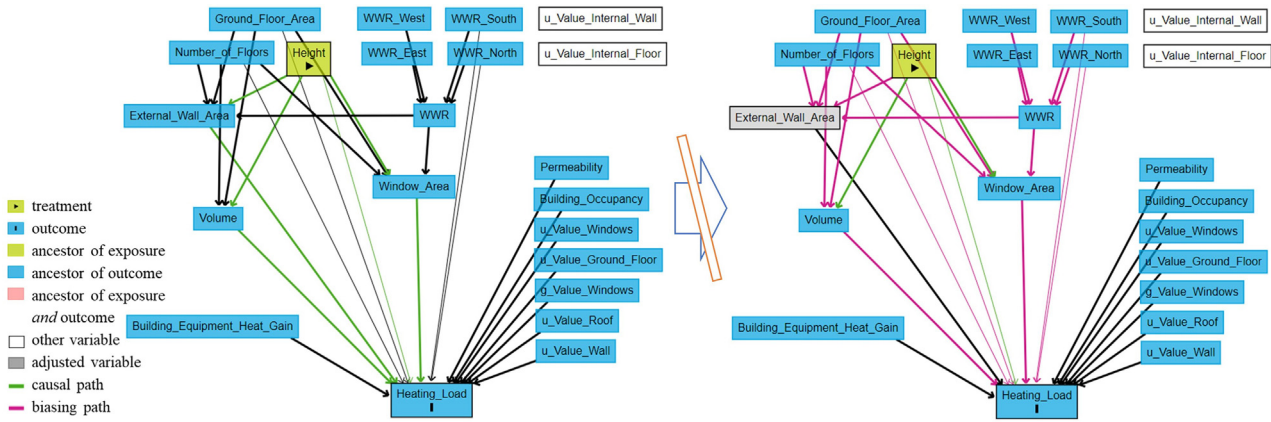 Ground_Floor_Area
WWR_West
WWR_South
u_Value_Internal_Wall
Number_of_Floors
Height
WWR_East
WWR_North
u_Value_Internal_Floor
External_Wall_Area
WWR
Window_Area
Volume
Permeability
Building_Occupancy
u_Value_Windows
u_Value_Ground_Floor
g_Value_Windows
u_Value_Roof
u_Value_Wall
Building_Equipment_Heat_Gain
Heating_Load
treatment
outcome
ancestor of exposure
ancestor of outcome
ancestor of exposure
and outcome
other variable
adjusted variable
causal path
biasing path
Ground_Floor_Area
WWR_West
WWR_South
u_Value_Internal_Wall
Number_of_Floors
Height
WWR_East
WWR_North
u_Value_Internal_Floor
External_Wall_Area
WWR
Window_Area
Volume
Permeability
Building_Occupancy
u_Value_Windows
u_Value_Ground_Floor
g_Value_Windows
u_Value_Roof
u_Value_Wall
Building_Equipment_Heat_Gain
Heating_Load